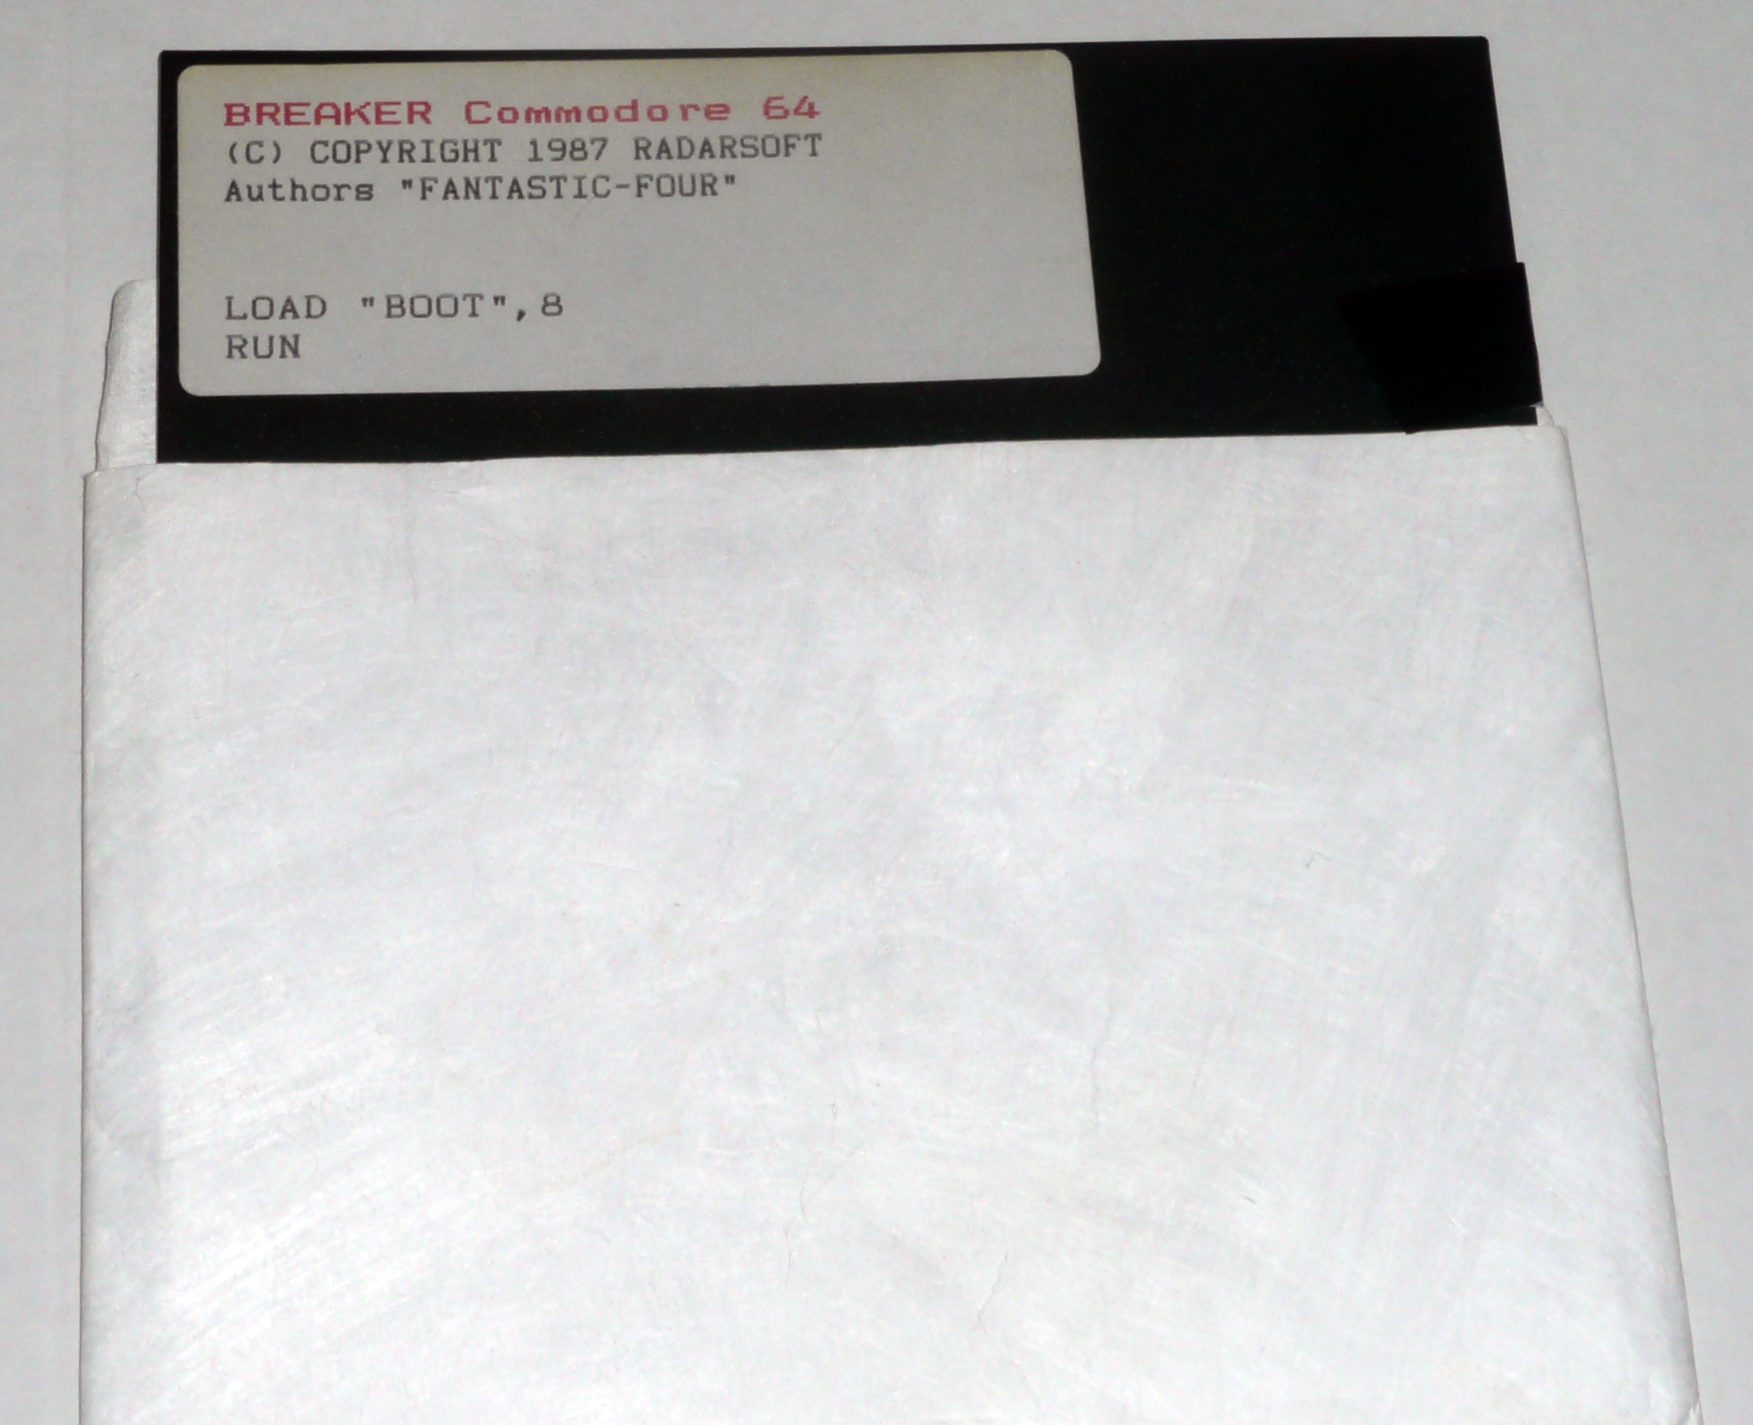 BREAKER Commodore 64
(C) COPYRIGHT 1987 RADARSOFT
Authors "FANTASTIC-FOUR"
LOAD "BOOT",8
RUN